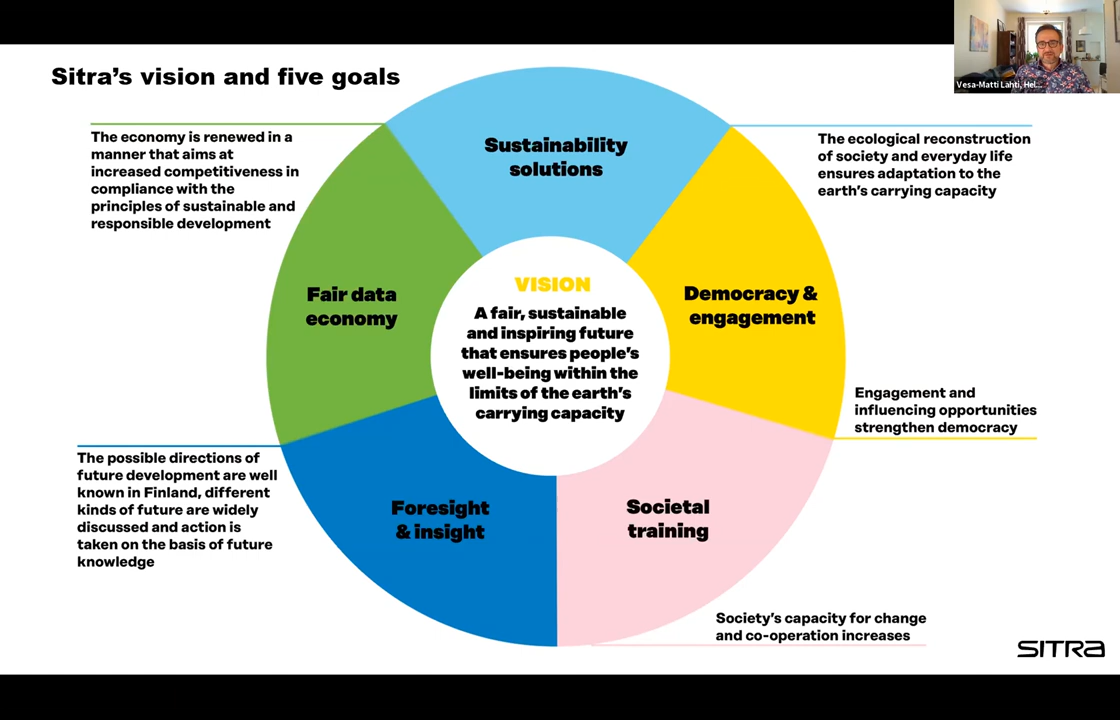 Vesa-Matti Lahti, Hel...
Sitra's vision and five goals
The economy is renewed in a
manner that aims at
increased competitiveness in
compliance with the
principles of sustainable and
responsible development
Sustainability
solutions
The ecological reconstruction
of society and everyday life
ensures adaptation to the
earth's carrying capacity
Fair data
economy
VISION
A fair, sustainable
and inspiring future
that ensures people's
well-being within the
limits of the earth's
carrying capacity
Democracy &
engagement
Engagement and
influencing opportunities
strengthen democracy
The possible directions of
future development are well
known in Finland, different
kinds of future are widely
discussed and action is
taken on the basis of future
knowledge
Foresight
& insight
Societal
training
Society's capacity for change
and co-operation increases
SITRA